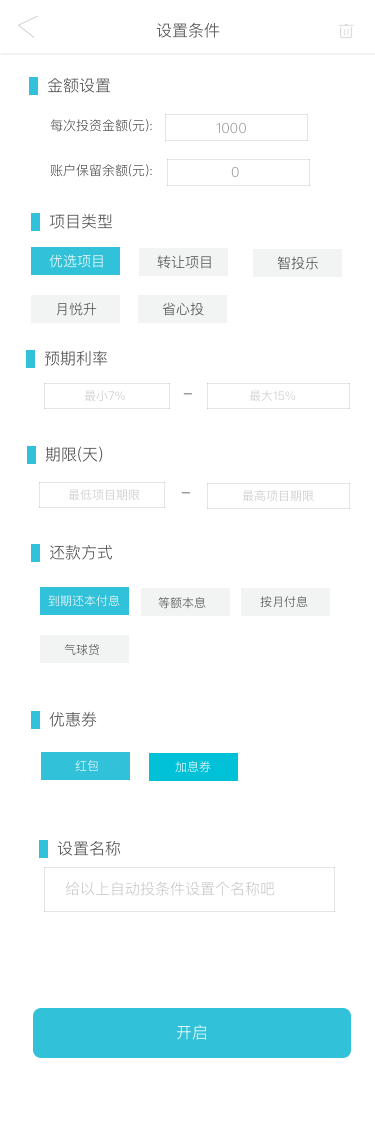 设置条件
金额设置
每次投资金额(元): 1000
账户保留余额(元): 0
项目类型
优选项目 转让项目 智投乐
月悦升 省心投
预期利率
最小7% – 最大15%
期限(天)
最低项目期限 – 最高项目期限
还款方式
到期还本付息 等额本息 按月付息
气球贷
优惠券
红包 加息券
设置名称
给以上自动投条件设置个名称吧
开启